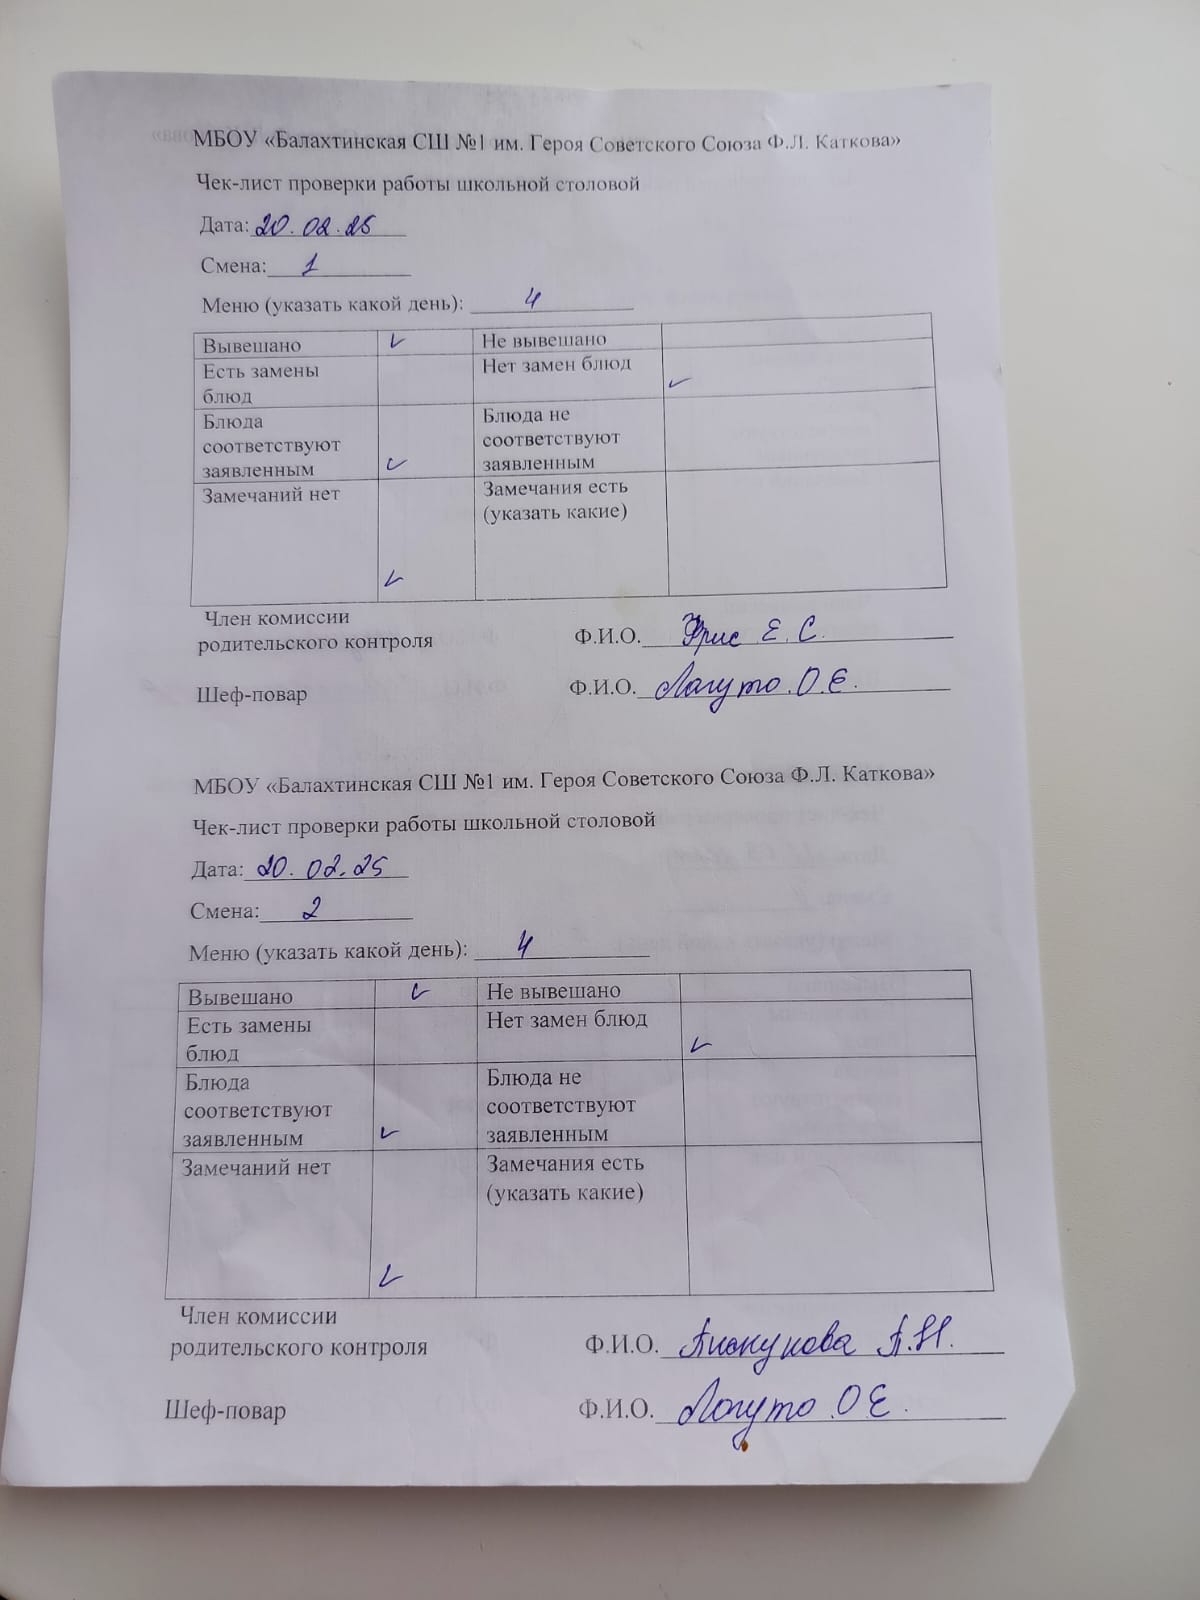 МБОУ «Балахтинская СШ №1 им. Героя Советского Союза Ф.Л. Каткова»
Чек-лист проверки работы школьной столовой
Дата: 20.02.25
Смена: 1
Меню (указать какой день): 4
Вывешано ✓ Не вывешано
Есть замены блюд Нет замен блюд ✓
Блюда соответствуют заявленным ✓ Блюда не соответствуют заявленным
Замечаний нет ✓ Замечания есть (указать какие)
Член комиссии
родительского контроля Ф.И.О. Фрис Е. С.
Шеф-повар Ф.И.О. Логуто О.Е.
МБОУ «Балахтинская СШ №1 им. Героя Советского Союза Ф.Л. Каткова»
Чек-лист проверки работы школьной столовой
Дата: 20.02.25
Смена: 2
Меню (указать какой день): 4
Вывешано ✓ Не вывешано
Есть замены блюд Нет замен блюд ✓
Блюда соответствуют заявленным ✓ Блюда не соответствуют заявленным
Замечаний нет ✓ Замечания есть (указать какие)
Член комиссии
родительского контроля Ф.И.О.
Шеф-повар Ф.И.О. Логуто О.Е.